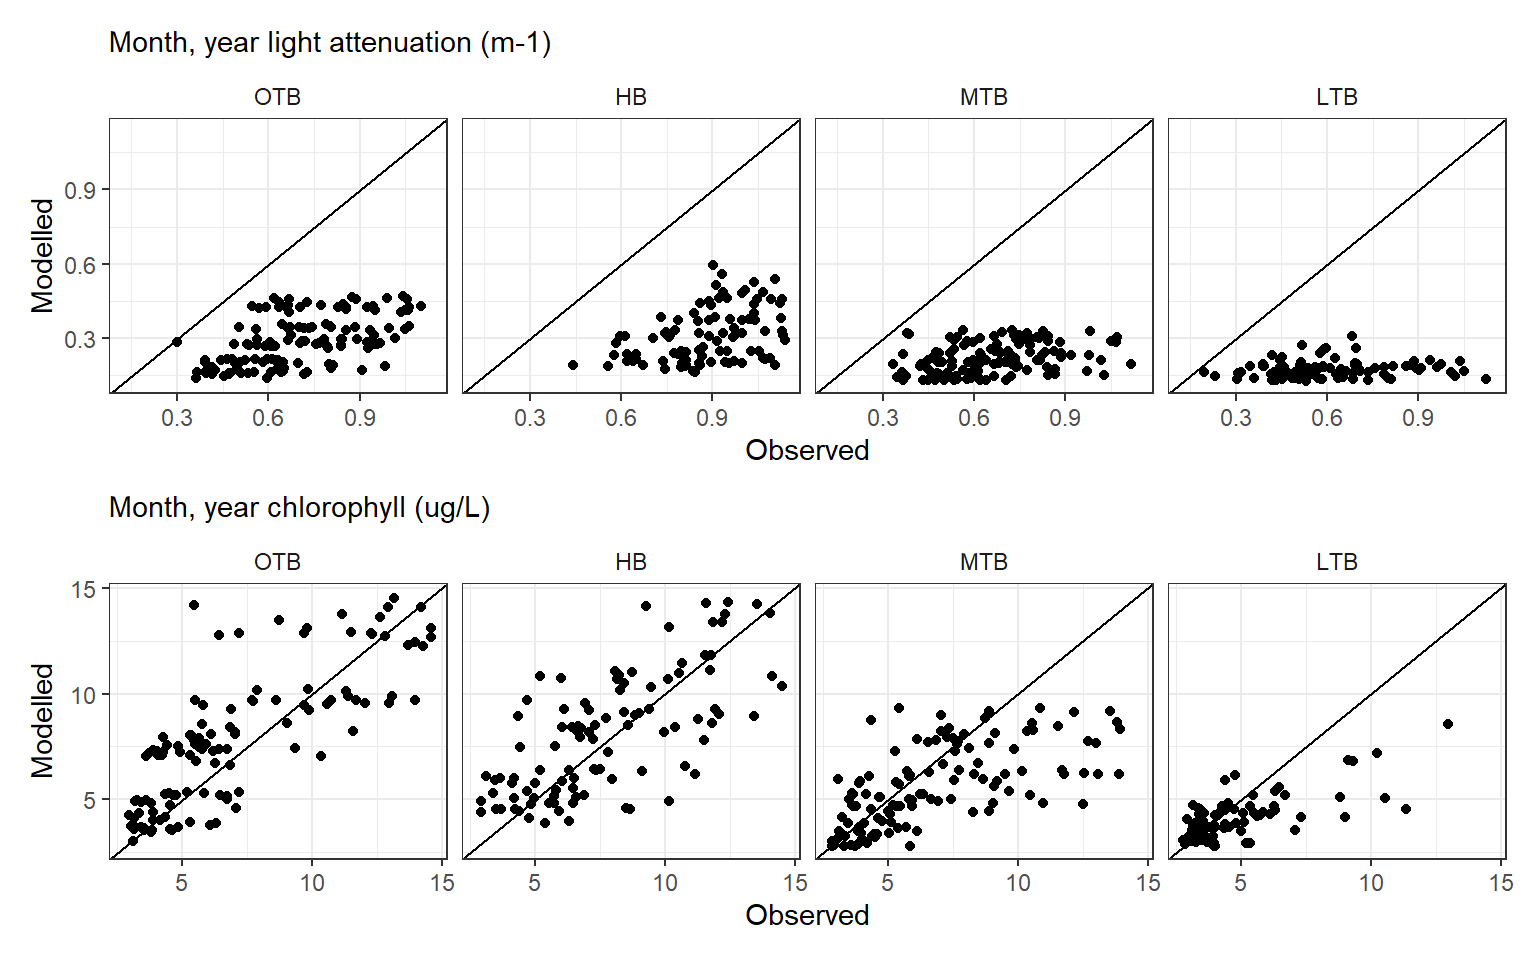 Month, year light attenuation (m-1)
OTB HB MTB LTB
Modelled
0.9
0.6
0.3
0.3 0.6 0.9 0.3 0.6 0.9 0.3 0.6 0.9 0.3 0.6 0.9
Observed
Month, year chlorophyll (ug/L)
OTB HB MTB LTB
Modelled
15
10
5
5 10 15 5 10 15 5 10 15 5 10 15
Observed